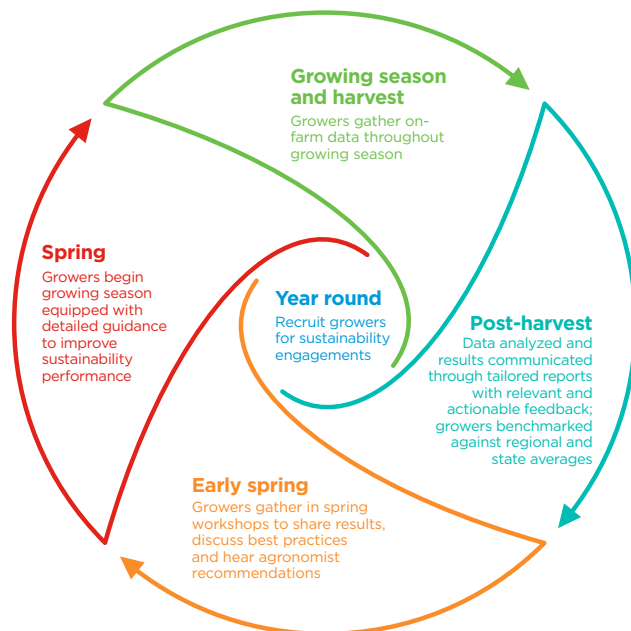 Growing season
and harvest
Growers gather on-
farm data throughout
growing season
Spring
Growers begin
growing season
equipped with
detailed guidance
to improve
sustainability
performance
Year round
Recruit growers
for sustainability
engagements
Post-harvest
Data analyzed and
results communicated
through tailored reports
with relevant and
actionable feedback;
growers benchmarked
against regional and
state averages
Early spring
Growers gather in spring
workshops to share results,
discuss best practices
and hear agronomist
recommendations